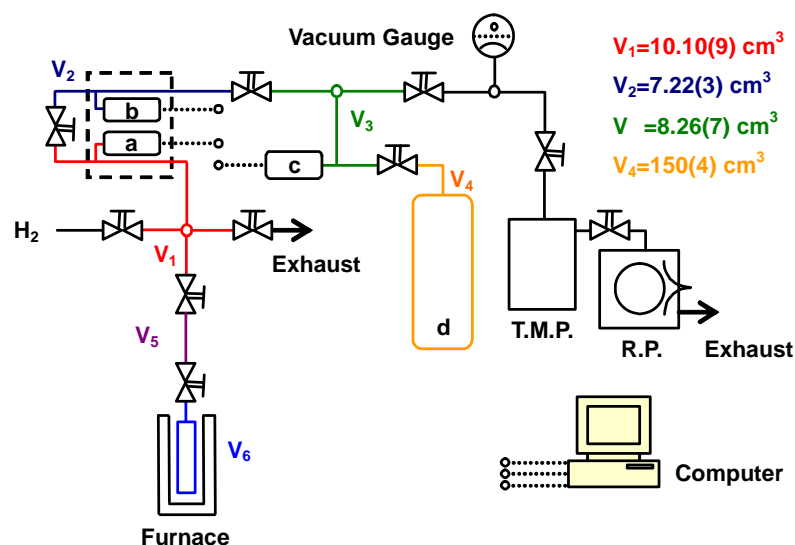 Vacuum Gauge
V₁=10.10(9) cm³
V₂=7.22(3) cm³
V =8.26(7) cm³
V₄=150(4) cm³
V₂
b
a
V₃
c
V₄
H₂
V₁
Exhaust
d
T.M.P.
R.P.
Exhaust
V₅
V₆
Furnace
Computer